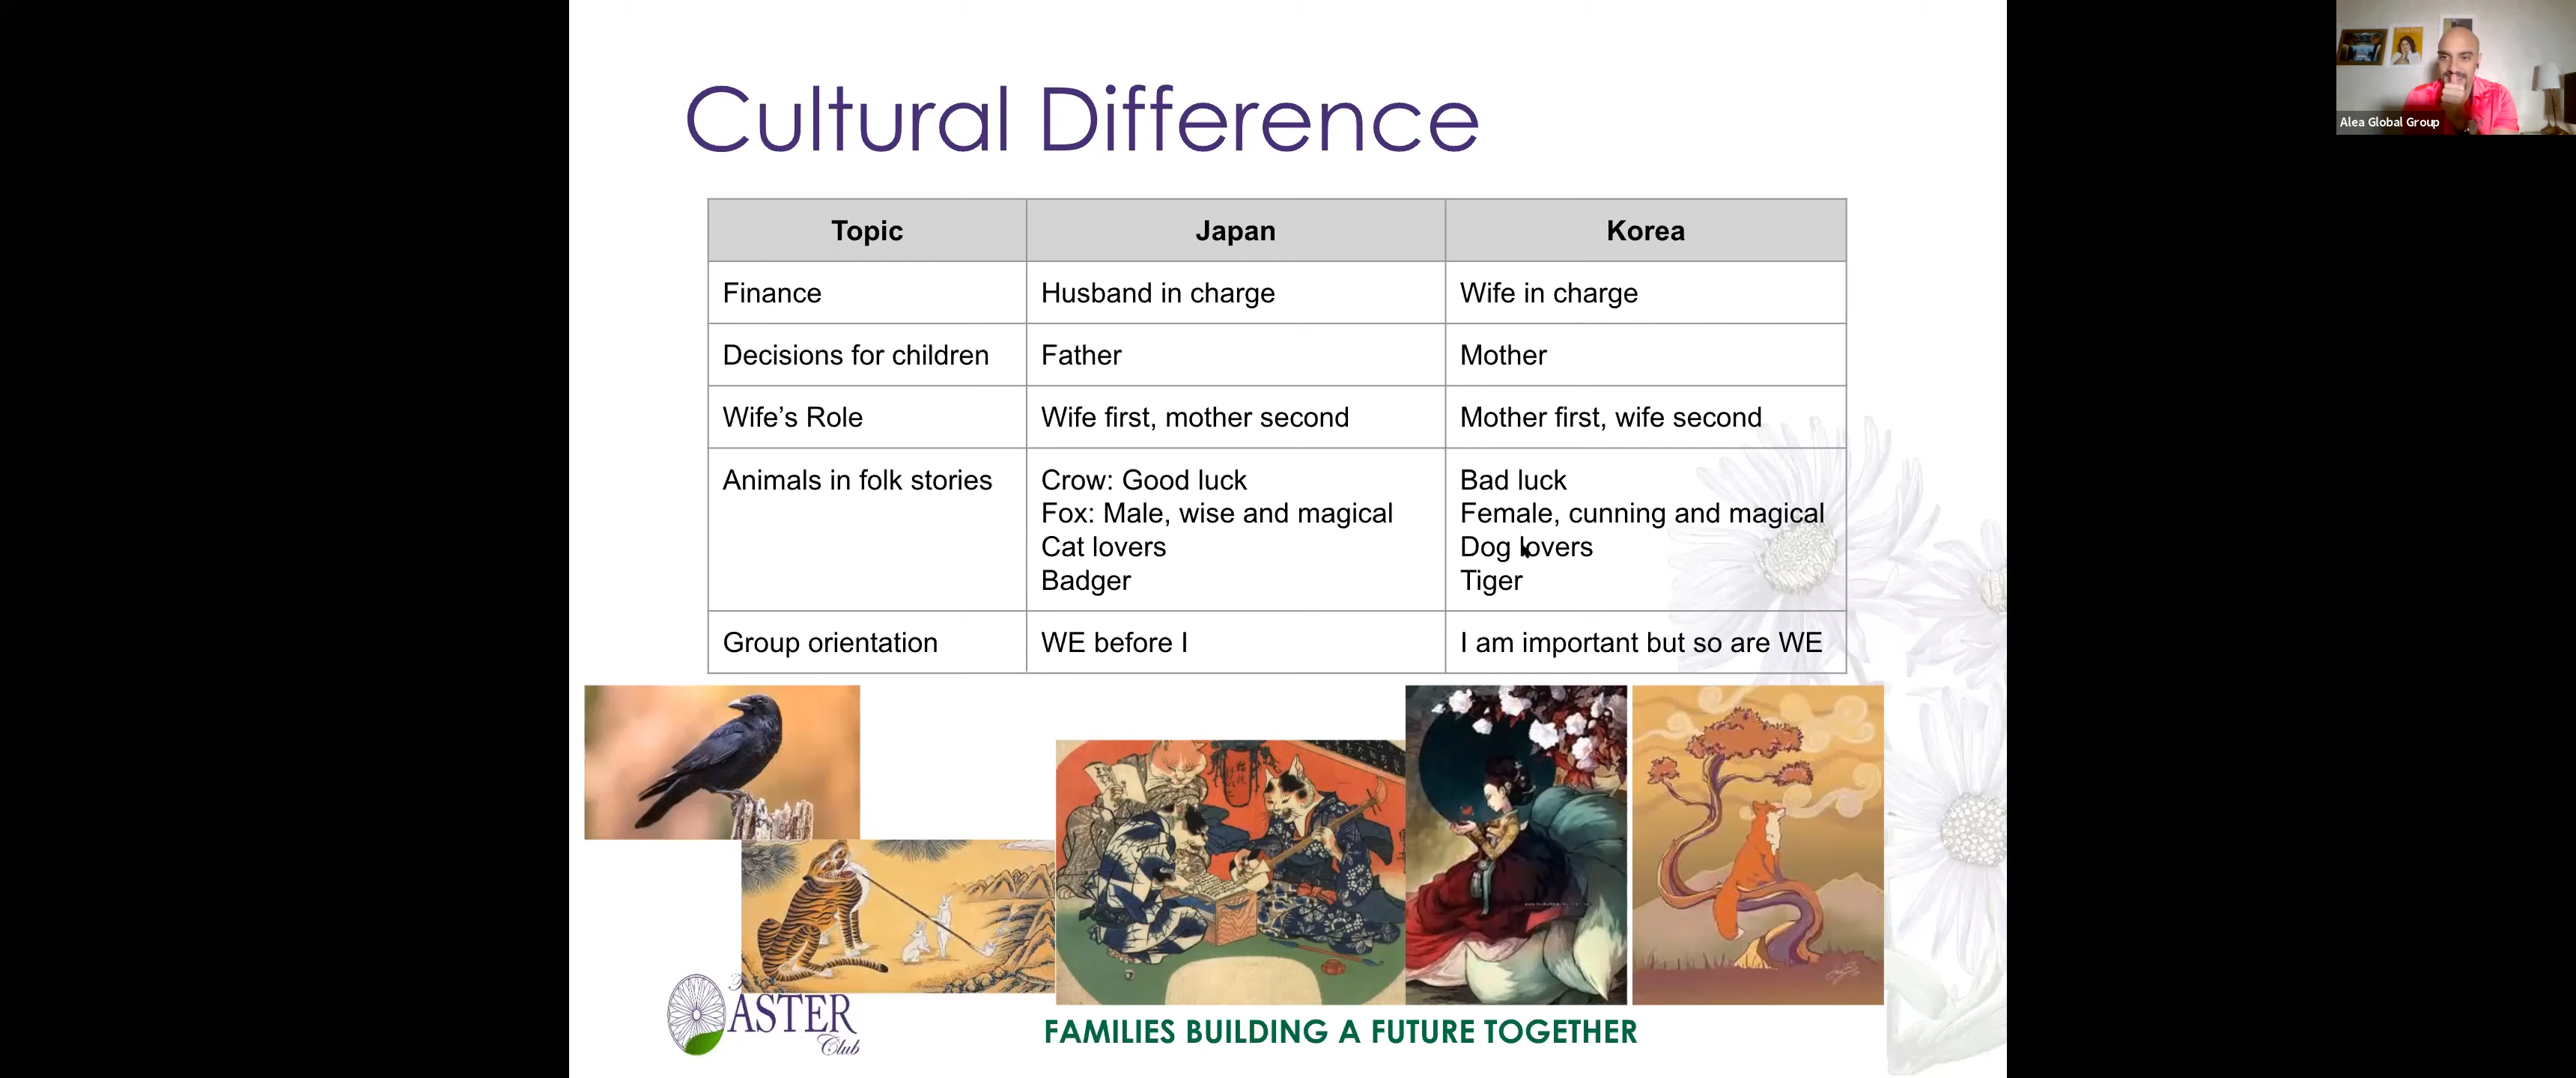 Cultural Difference
Alea Global Group
Topic Japan Korea
Finance Husband in charge Wife in charge
Decisions for children Father Mother
Wife’s Role Wife first, mother second Mother first, wife second
Animals in folk stories Crow: Good luck Bad luck
Fox: Male, wise and magical Female, cunning and magical
Cat lovers Dog lovers
Badger Tiger
Group orientation WE before I I am important but so are WE
ASTER
Club
FAMILIES BUILDING A FUTURE TOGETHER